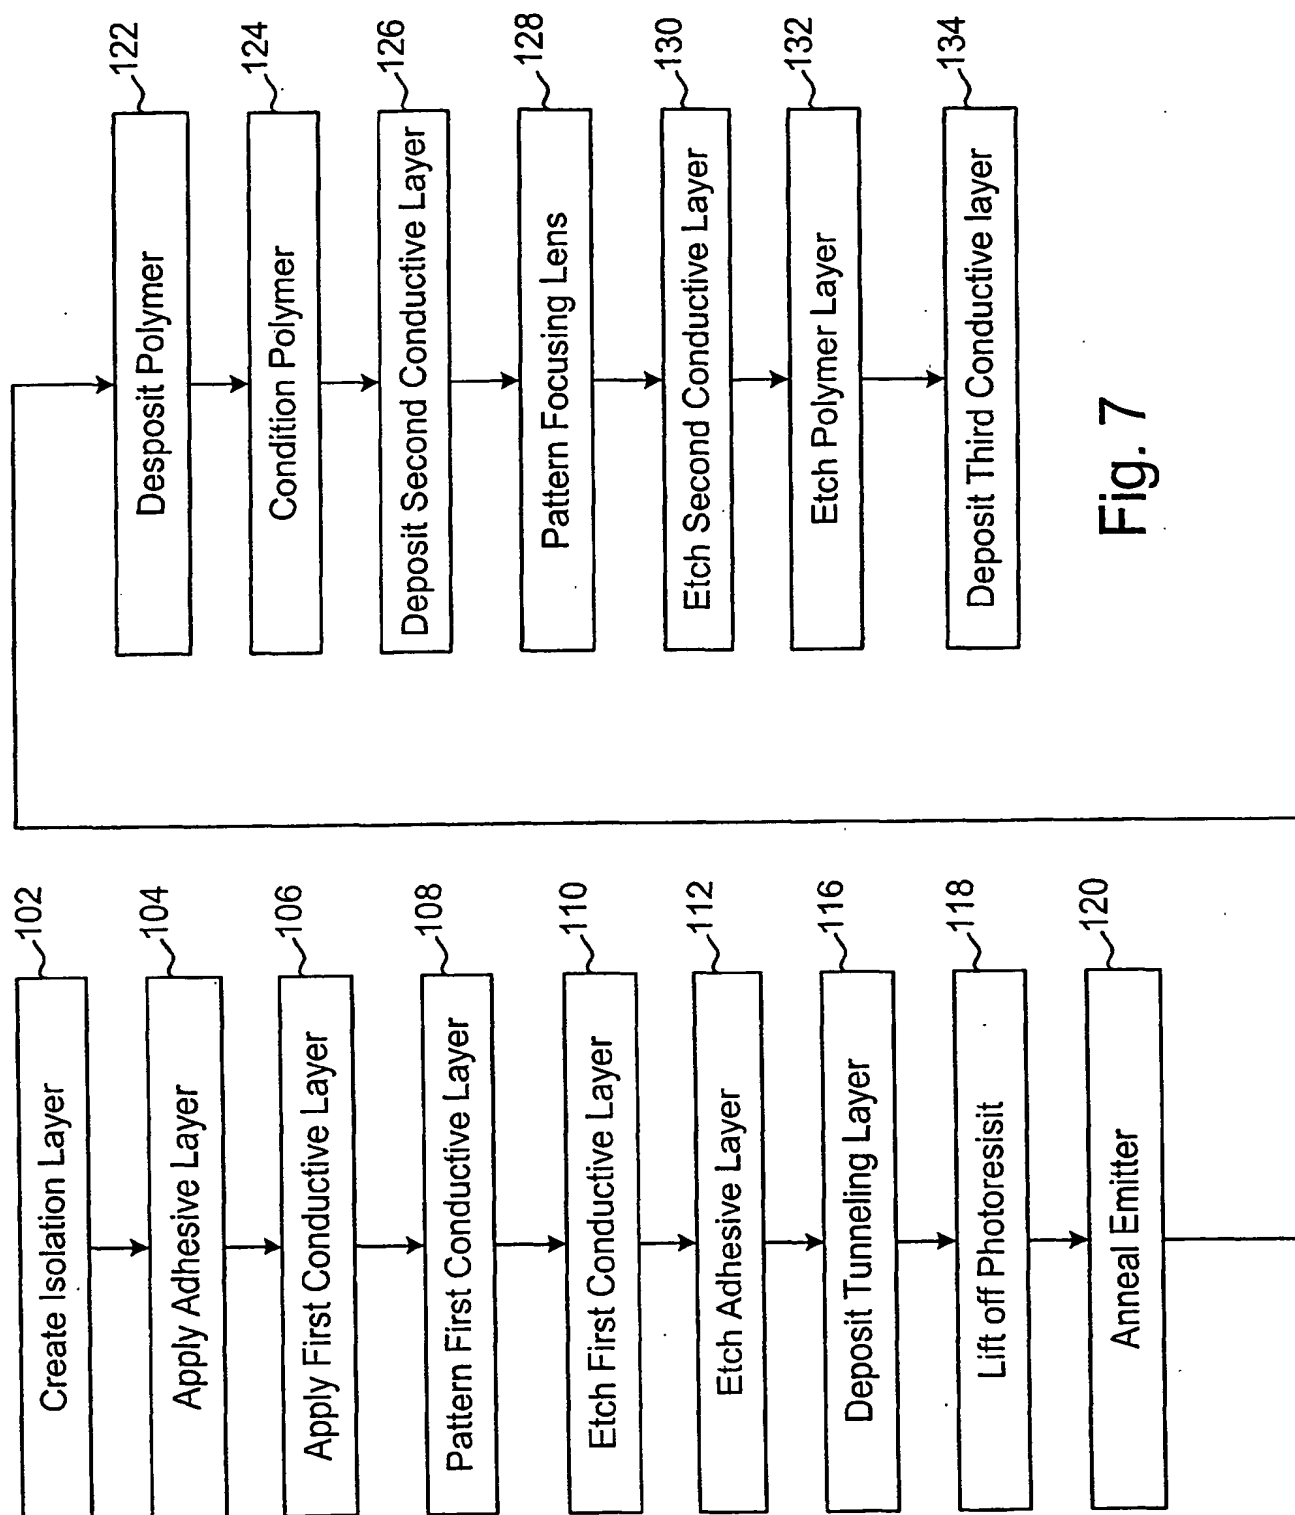 Create Isolation Layer
102
Apply Adhesive Layer
104
Apply First Conductive Layer
106
Pattern First Conductive Layer
108
Etch First Conductive Layer
110
Etch Adhesive Layer
112
Deposit Tunneling Layer
116
Lift off Photoresisit
118
Anneal Emitter
120
Desposit Polymer
122
Condition Polymer
124
Deposit Second Conductive Layer
126
Pattern Focusing Lens
128
Etch Second Conductive Layer
130
Etch Polymer Layer
132
Deposit Third Conductive layer
134
Fig. 7